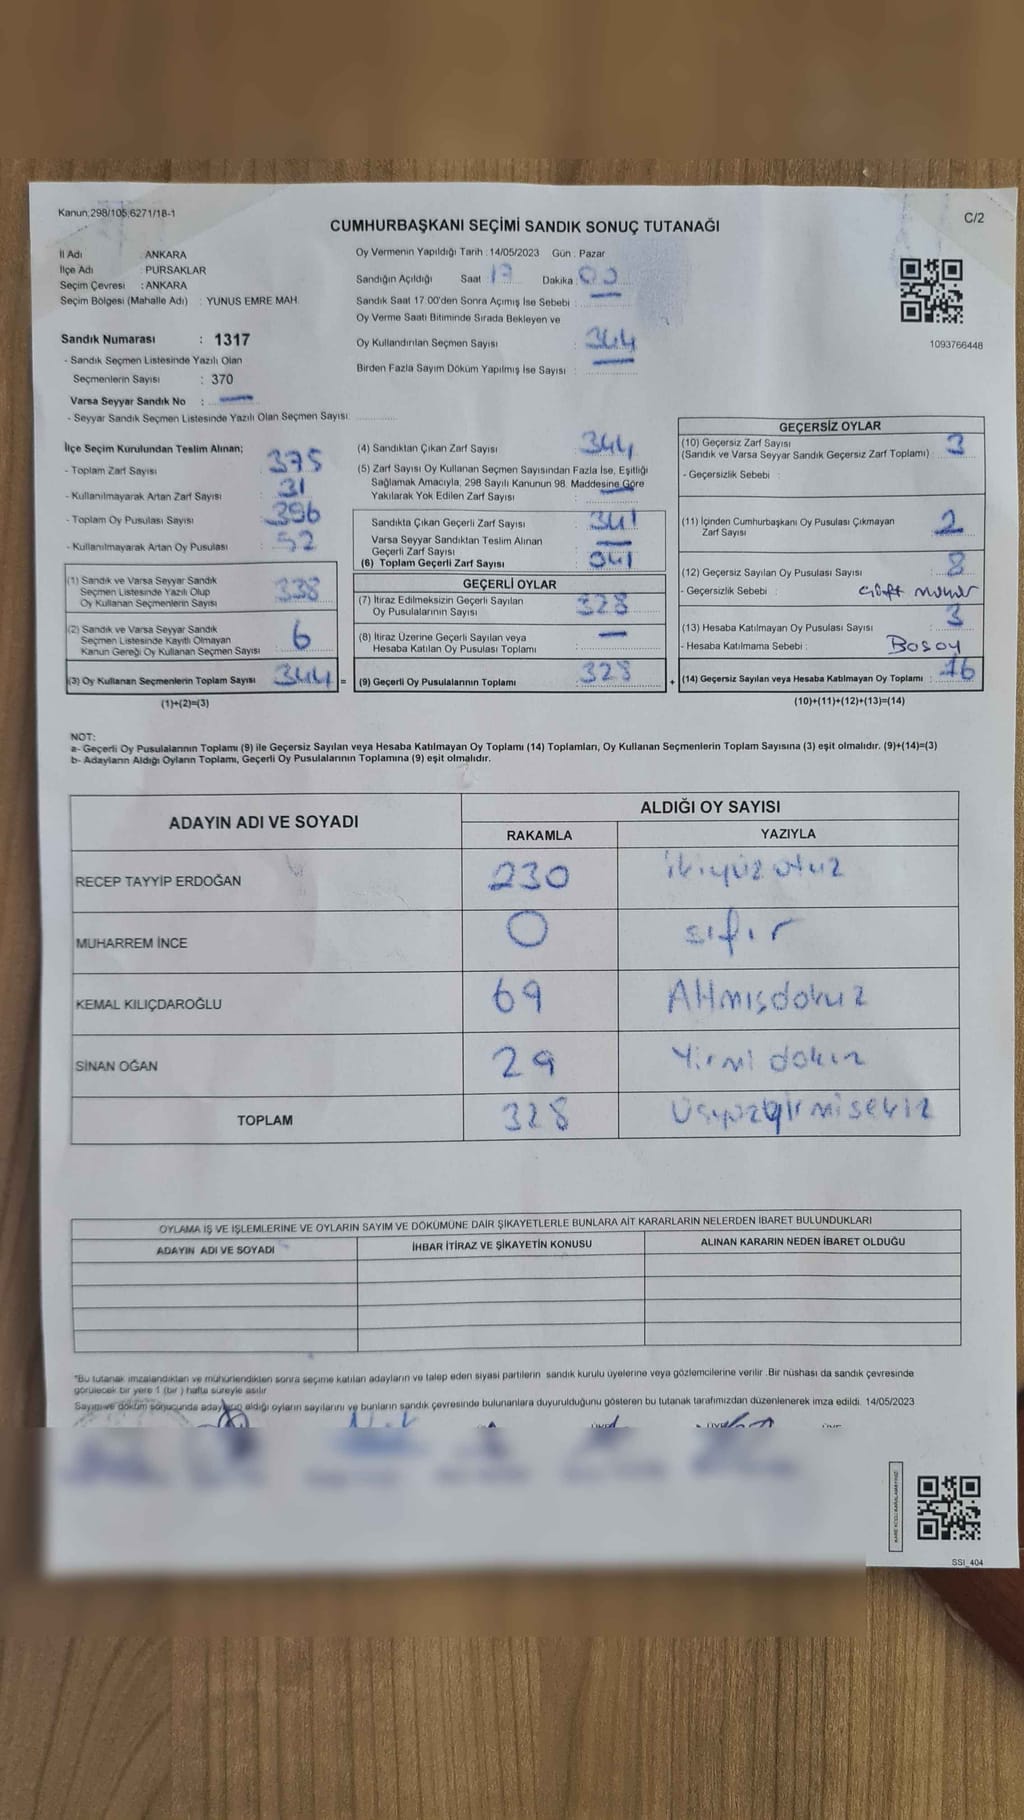 Kanun;298/105;6271/18-1
C/2
CUMHURBAŞKANI SEÇİMİ SANDIK SONUÇ TUTANAĞI
İl Adı : ANKARA
İlçe Adı : PURSAKLAR
Seçim Çevresi : ANKARA
Seçim Bölgesi (Mahalle Adı) : YUNUS EMRE MAH.
Sandık Numarası : 1317
- Sandık Seçmen Listesinde Yazılı Olan
Seçmenlerin Sayısı : 370
Varsa Seyyar Sandık No : —
- Seyyar Sandık Seçmen Listesinde Yazılı Olan Seçmen Sayısı
Oy Vermenin Yapıldığı Tarih : 14/05/2023 Gün : Pazar
Sandığın Açıldığı Saat 17 Dakika : 00
Sandık Saat 17:00'den Sonra Açımış İse Sebebi : —
Oy Verme Saati Bitiminde Sırada Bekleyen ve
Oy Kullandırılan Seçmen Sayısı : 344
Birden Fazla Sayım Döküm Yapılmış İse Sayısı : —
1093766448
İlçe Seçim Kurulundan Teslim Alınan;
- Toplam Zarf Sayısı : 375
- Kullanılmayarak Artan Zarf Sayısı : 31
- Toplam Oy Pusulası Sayısı : 396
- Kullanılmayarak Artan Oy Pusulası : 52
(1) Sandık ve Varsa Seyyar Sandık
Seçmen Listesinde Yazılı Olup
Oy Kullanan Seçmenlerin Sayısı : 338
(2) Sandık ve Varsa Seyyar Sandık
Seçmen Listesinde Kayıtlı Olmayan
Kanun Gereği Oy Kullanan Seçmen Sayısı : 6
(3) Oy Kullanan Seçmenlerin Toplam Sayısı : 344 =
(1)+(2)=(3)
(4) Sandıktan Çıkan Zarf Sayısı : 344
(5) Zarf Sayısı Oy Kullanan Seçmen Sayısından Fazla İse, Eşitliği
Sağlamak Amacıyla, 298 Sayılı Kanunun 98. Maddesine Göre
Yakılarak Yok Edilen Zarf Sayısı : —
Sandıkta Çıkan Geçerli Zarf Sayısı : 341
Varsa Seyyar Sandıktan Teslim Alınan
Geçerli Zarf Sayısı : —
(6) Toplam Geçerli Zarf Sayısı : 341
GEÇERLİ OYLAR
(7) İtiraz Edilmeksizin Geçerli Sayılan
Oy Pusulalarının Sayısı : 328
(8) İtiraz Üzerine Geçerli Sayılan veya
Hesaba Katılan Oy Pusulası Toplamı : —
(9) Geçerli Oy Pusulalarının Toplamı : 328 +
GEÇERSİZ OYLAR
(10) Geçersiz Zarf Sayısı
(Sandık ve Varsa Seyyar Sandık Geçersiz Zarf Toplamı) : 3
- Geçersizlik Sebebi :
(11) İçinden Cumhurbaşkanı Oy Pusulası Çıkmayan
Zarf Sayısı : 2
(12) Geçersiz Sayılan Oy Pusulası Sayısı : 8
- Geçersizlik Sebebi : Çift mühür
(13) Hesaba Katılmayan Oy Pusulası Sayısı : 3
- Hesaba Katılmama Sebebi : Bosoy
(14) Geçersiz Sayılan veya Hesaba Katılmayan Oy Toplamı : 16
(10)+(11)+(12)+(13)=(14)
NOT:
a- Geçerli Oy Pusulalarının Toplamı (9) ile Geçersiz Sayılan veya Hesaba Katılmayan Oy Toplamı (14) Toplamları, Oy Kullanan Seçmenlerin Toplam Sayısına (3) eşit olmalıdır. (9)+(14)=(3)
b- Adayların Aldığı Oyların Toplamı, Geçerli Oy Pusulalarının Toplamına (9) eşit olmalıdır.
ADAYIN ADI VE SOYADI ALDIĞI OY SAYISI
RAKAMLA YAZIYLA
RECEP TAYYİP ERDOĞAN 230 ikiyüz otuz
MUHARREM İNCE 0 sıfır
KEMAL KILIÇDAROĞLU 69 Altmışdokuz
SİNAN OĞAN 29 Yirmi dokuz
TOPLAM 328 Üçyüzyirmisekiz
OYLAMA İŞ VE İŞLEMLERİNE VE OYLARIN SAYIM VE DÖKÜMÜNE DAİR ŞİKAYETLERLE BUNLARA AİT KARARLARIN NELERDEN İBARET BULUNDUKLARI
ADAYIN ADI VE SOYADI İHBAR İTİRAZ VE ŞİKAYETİN KONUSU ALINAN KARARIN NEDEN İBARET OLDUĞU
*Bu tutanak imzalandıktan ve mühürlendikten sonra seçime katılan adayların ve talep eden siyasi partilerin sandık kurulu üyelerine veya gözlemcilerine verilir. Bir nüshası da sandık çevresinde
görülecek bir yere 1 (bir) hafta süreyle asılır.
Sayım ve döküm sonucunda adayların aldığı oyların sayılarını ve bunların sandık çevresinde bulunanlara duyurulduğunu gösteren bu tutanak tarafımızdan düzenlenerek imza edildi. 14/05/2023
SSI_404